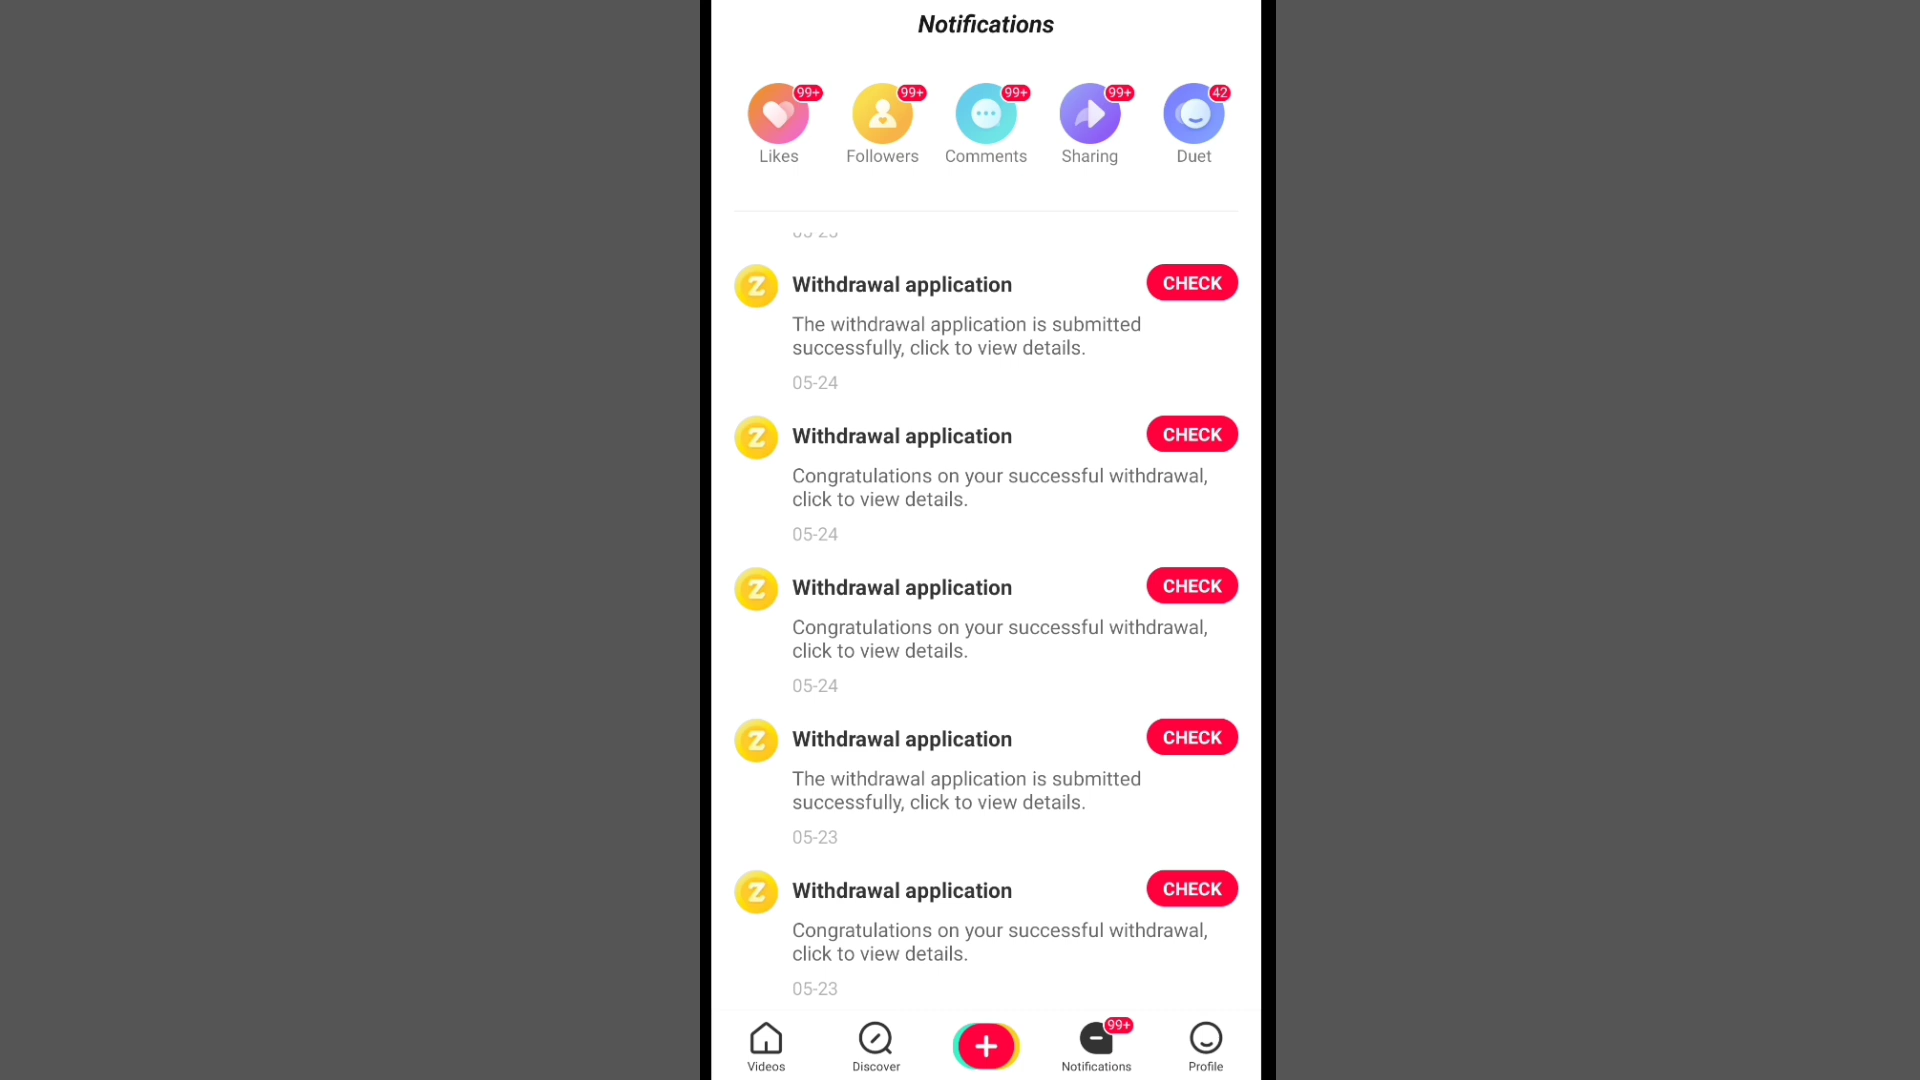 Notifications
99+
99+
99+
99+
42
Likes
Followers
Comments
Sharing
Duet
Withdrawal application
CHECK
The withdrawal application is submitted
successfully, click to view details.
05-24
Withdrawal application
CHECK
Congratulations on your successful withdrawal,
click to view details.
05-24
Withdrawal application
CHECK
Congratulations on your successful withdrawal,
click to view details.
05-24
Withdrawal application
CHECK
The withdrawal application is submitted
successfully, click to view details.
05-23
Withdrawal application
CHECK
Congratulations on your successful withdrawal,
click to view details.
05-23
99+
Videos
Discover
Notifications
Profile